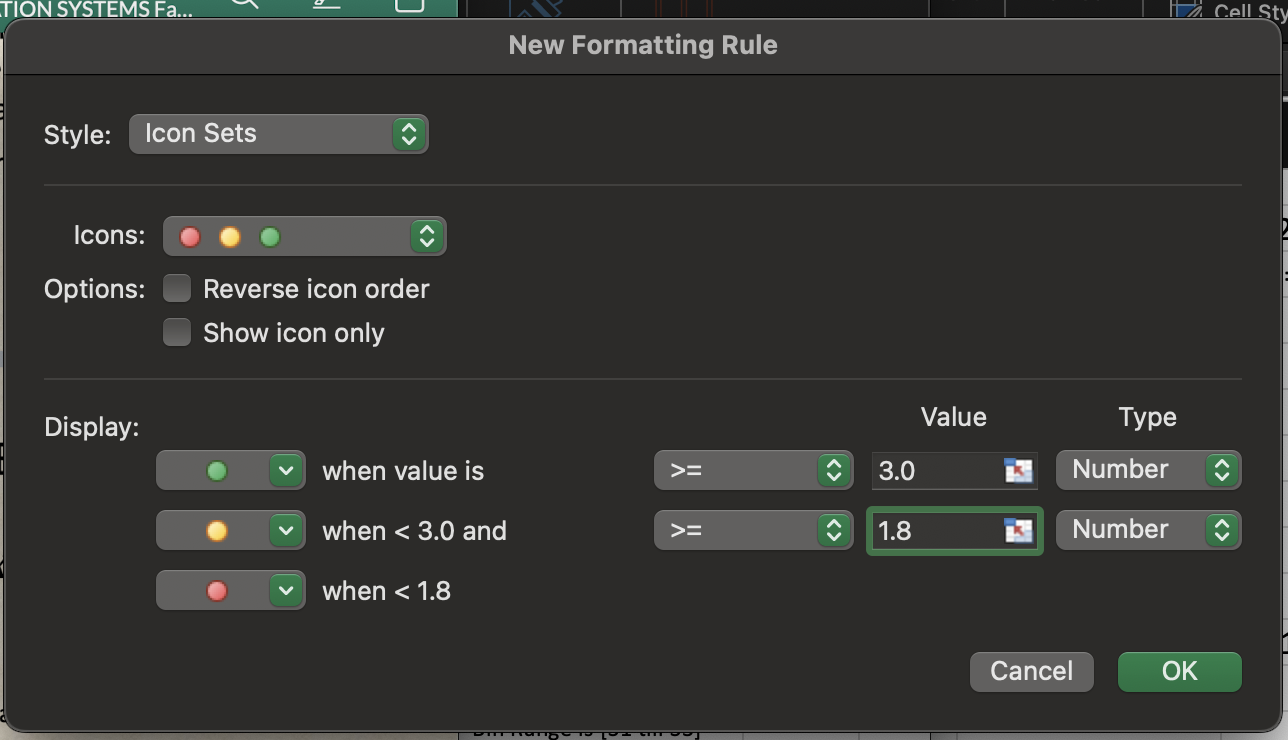 ATION SYSTEMS Fa...
Cell Sty
New Formatting Rule
Style: Icon Sets
Icons:
Options: Reverse icon order
Show icon only
Value Type
Display:
when value is >= 3.0 Number
when < 3.0 and >= 1.8 Number
when < 1.8
Cancel OK